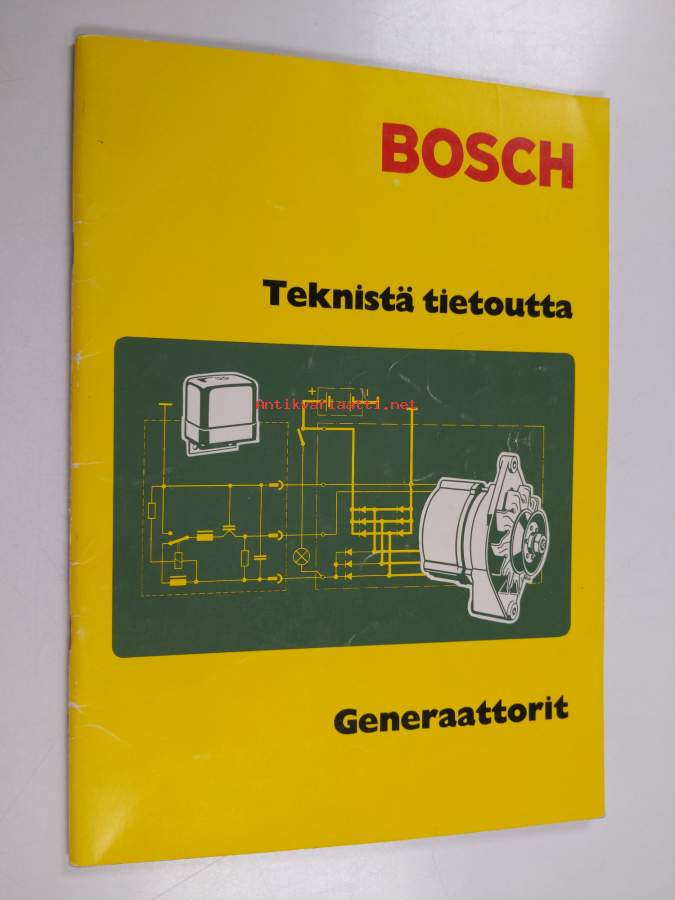 BOSCH
Teknistä tietoutta
+
Antikvariaatti.net
Generaattorit